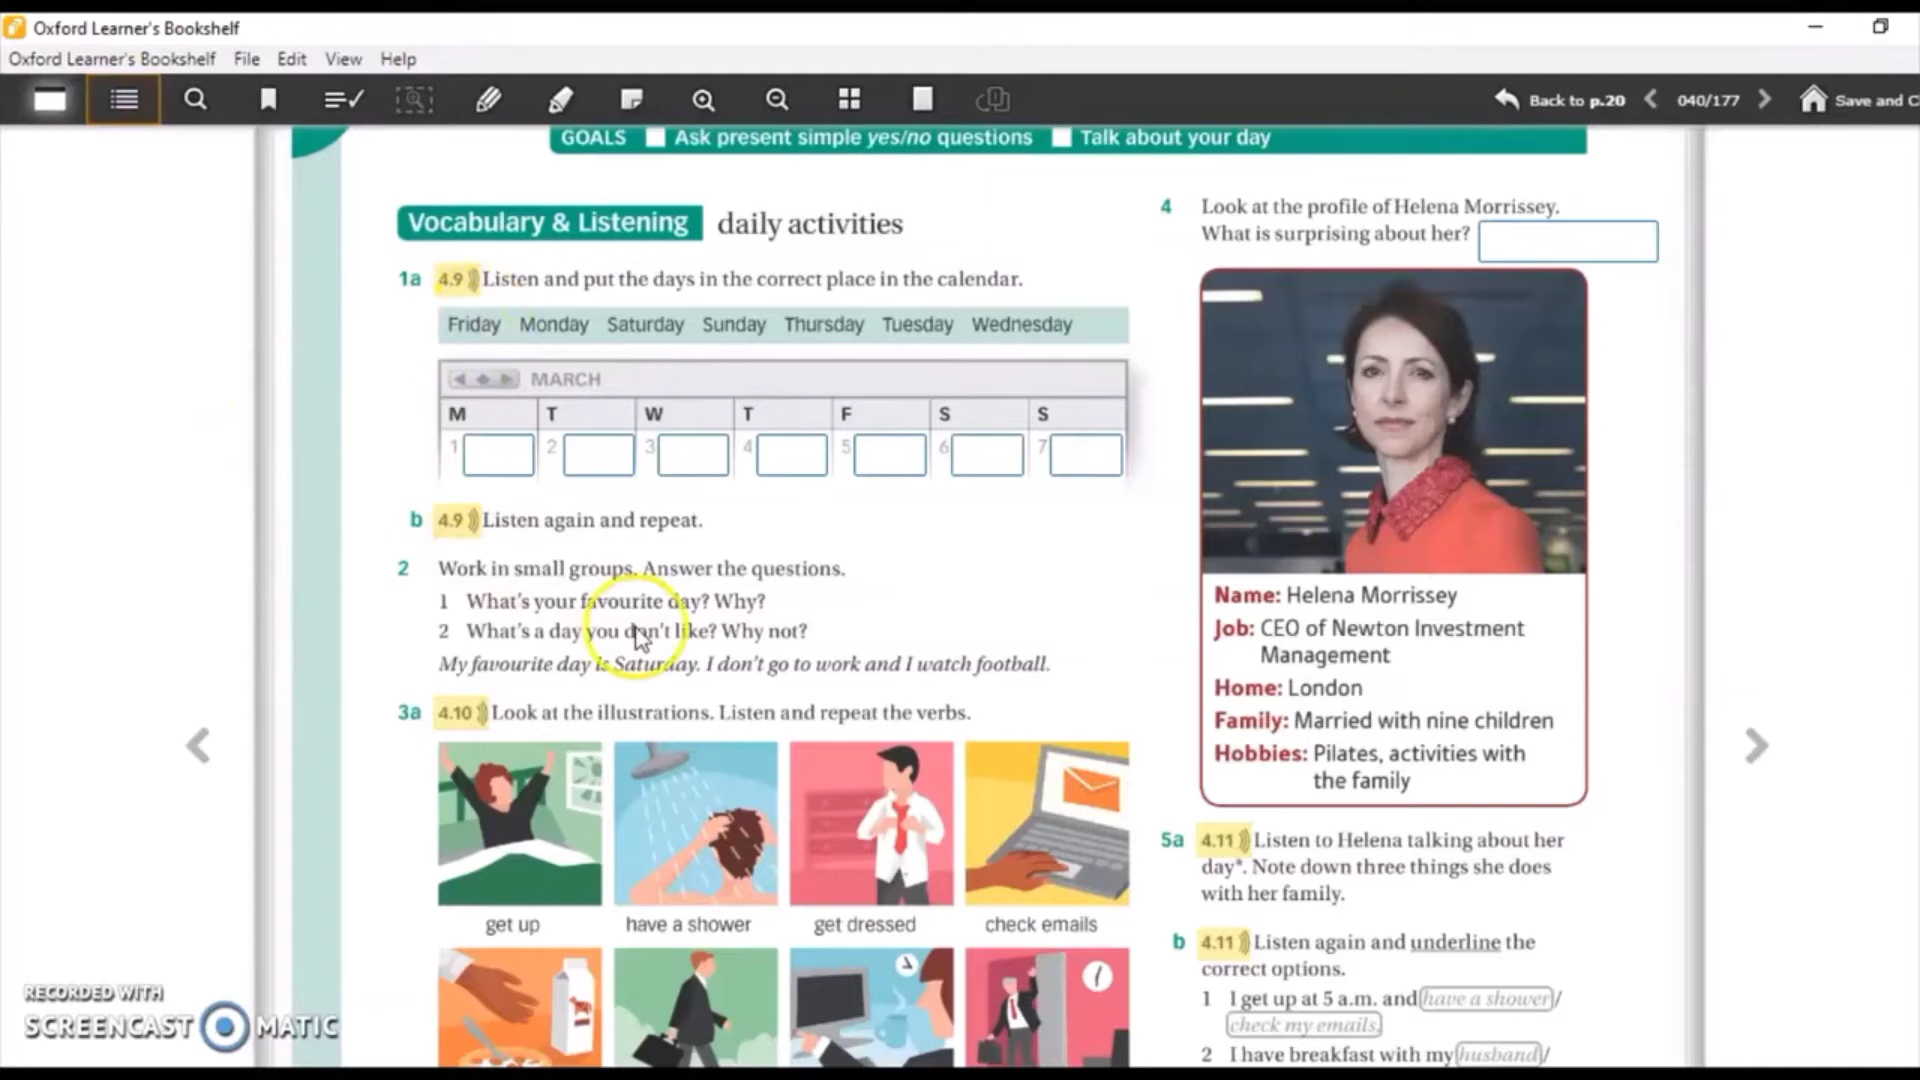 Oxford Learner's Bookshelf
Oxford Learner's Bookshelf File Edit View Help
Back to p.20 040/177 Save and C
GOALS Ask present simple yes/no questions Talk about your day
Vocabulary & Listening daily activities
1a 4.9 Listen and put the days in the correct place in the calendar.
Friday Monday Saturday Sunday Thursday Tuesday Wednesday
MARCH
M T W T F S S
1 2 3 4 5 6 7
b 4.9 Listen again and repeat.
2 Work in small groups. Answer the questions.
1 What's your favourite day? Why?
2 What's a day you don't like? Why not?
My favourite day is Saturday. I don't go to work and I watch football.
3a 4.10 Look at the illustrations. Listen and repeat the verbs.
get up have a shower get dressed check emails
4 Look at the profile of Helena Morrissey.
What is surprising about her?
Name: Helena Morrissey
Job: CEO of Newton Investment
Management
Home: London
Family: Married with nine children
Hobbies: Pilates, activities with
the family
5a 4.11 Listen to Helena talking about her
day*. Note down three things she does
with her family.
b 4.11 Listen again and underline the
correct options.
1 I get up at 5 a.m. and have a shower/
check my emails.
2 I have breakfast with my husband/
RECORDED WITH
SCREENCAST MATIC